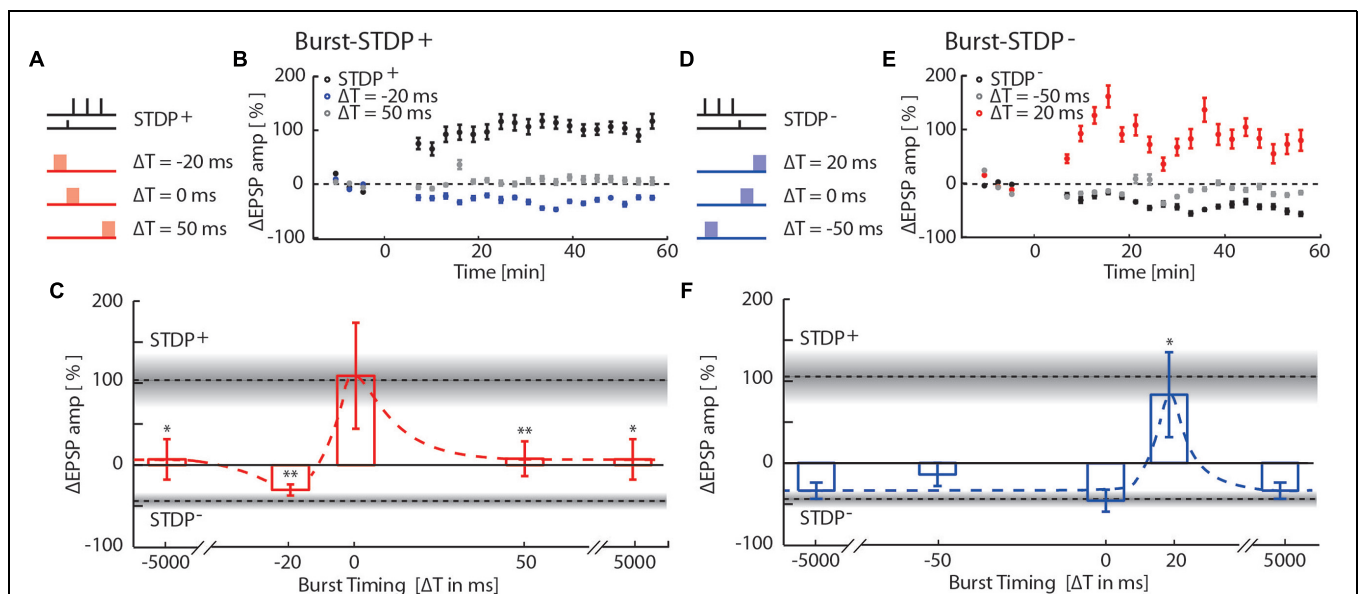 Burst-STDP+
Burst-STDP-
A
STDP+
ΔT = -20 ms
ΔT = 0 ms
ΔT = 50 ms
B
STDP+
ΔT = -20 ms
ΔT = 50 ms
ΔEPSP amp [ % ]
200
100
0
-100
0
20
40
60
Time [min]
D
STDP-
ΔT = 20 ms
ΔT = 0 ms
ΔT = -50 ms
E
STDP-
ΔT = -50 ms
ΔT = 20 ms
ΔEPSP amp [ % ]
200
100
0
-100
0
20
40
60
Time [min]
C
ΔEPSP amp [ % ]
200
100
0
-100
STDP+
STDP-
*
**
**
*
-5000
-20
0
50
5000
Burst Timing [ΔT in ms]
F
ΔEPSP amp [ % ]
200
100
0
-100
STDP+
STDP-
*
-5000
-50
0
20
5000
Burst Timing [ΔT in ms]